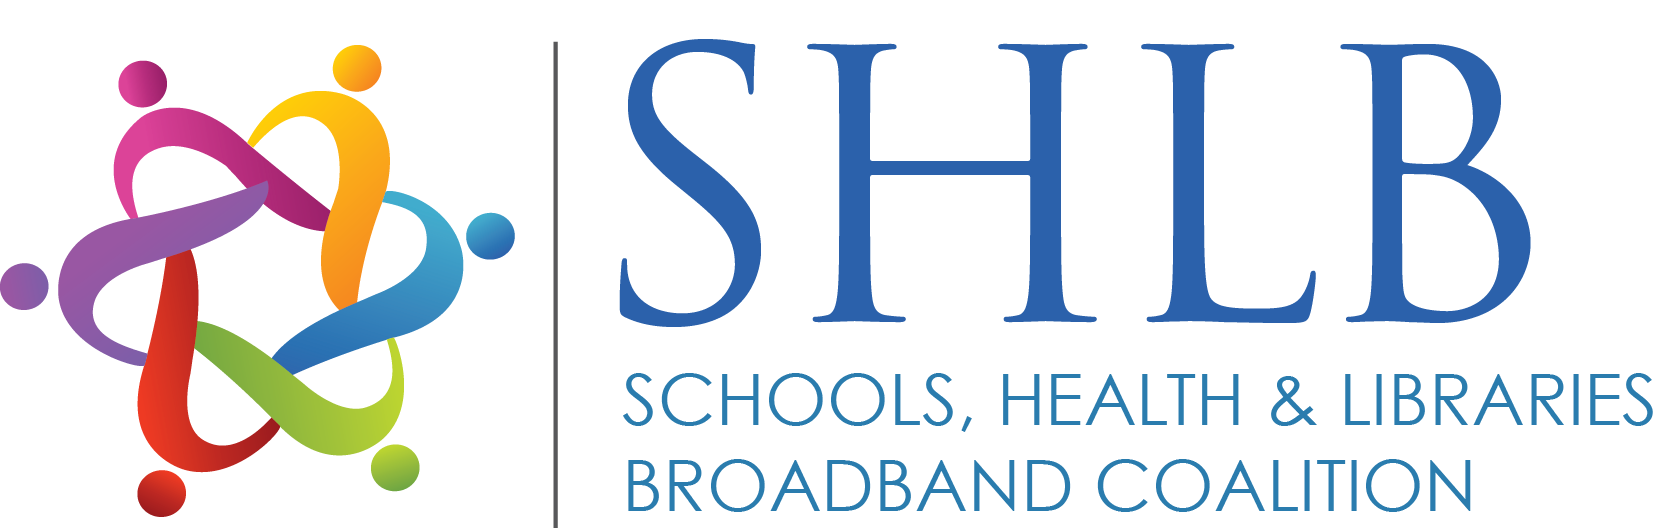 SHLB
SCHOOLS, HEALTH & LIBRARIES
BROADBAND COALITION